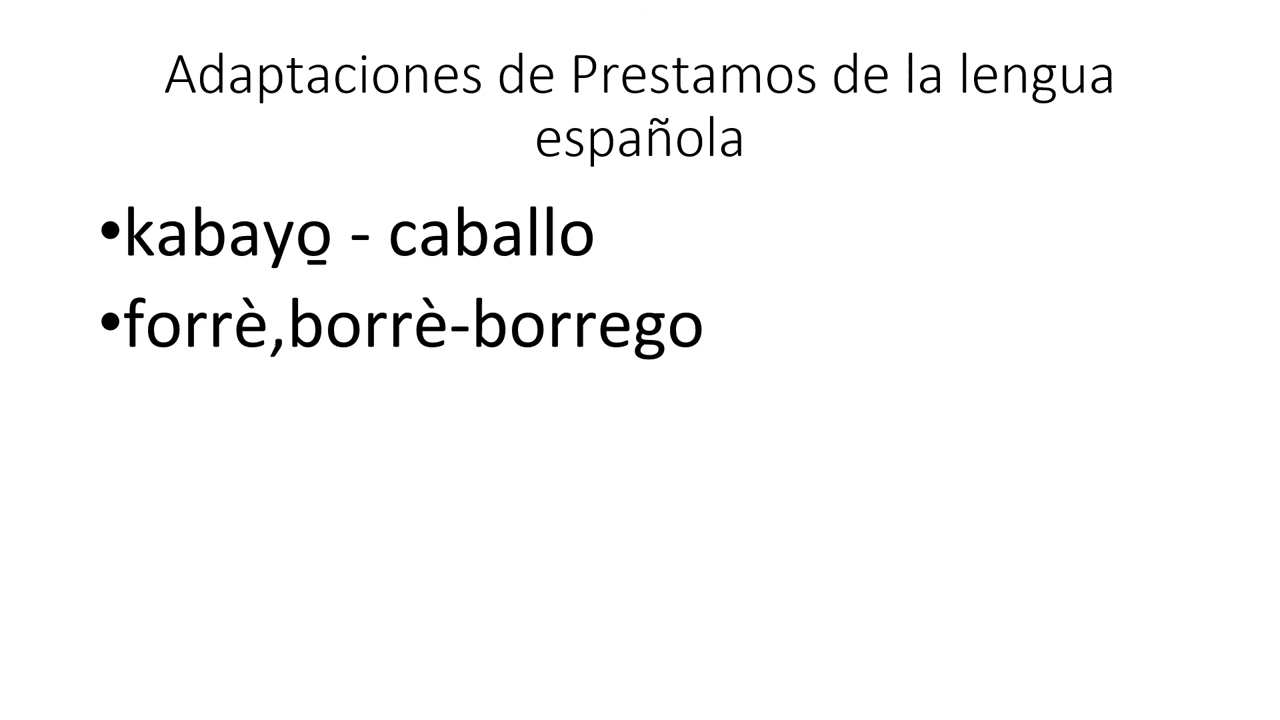 Adaptaciones de Prestamos de la lengua
española
•kabayo̱ - caballo
•forrè,borrè-borrego